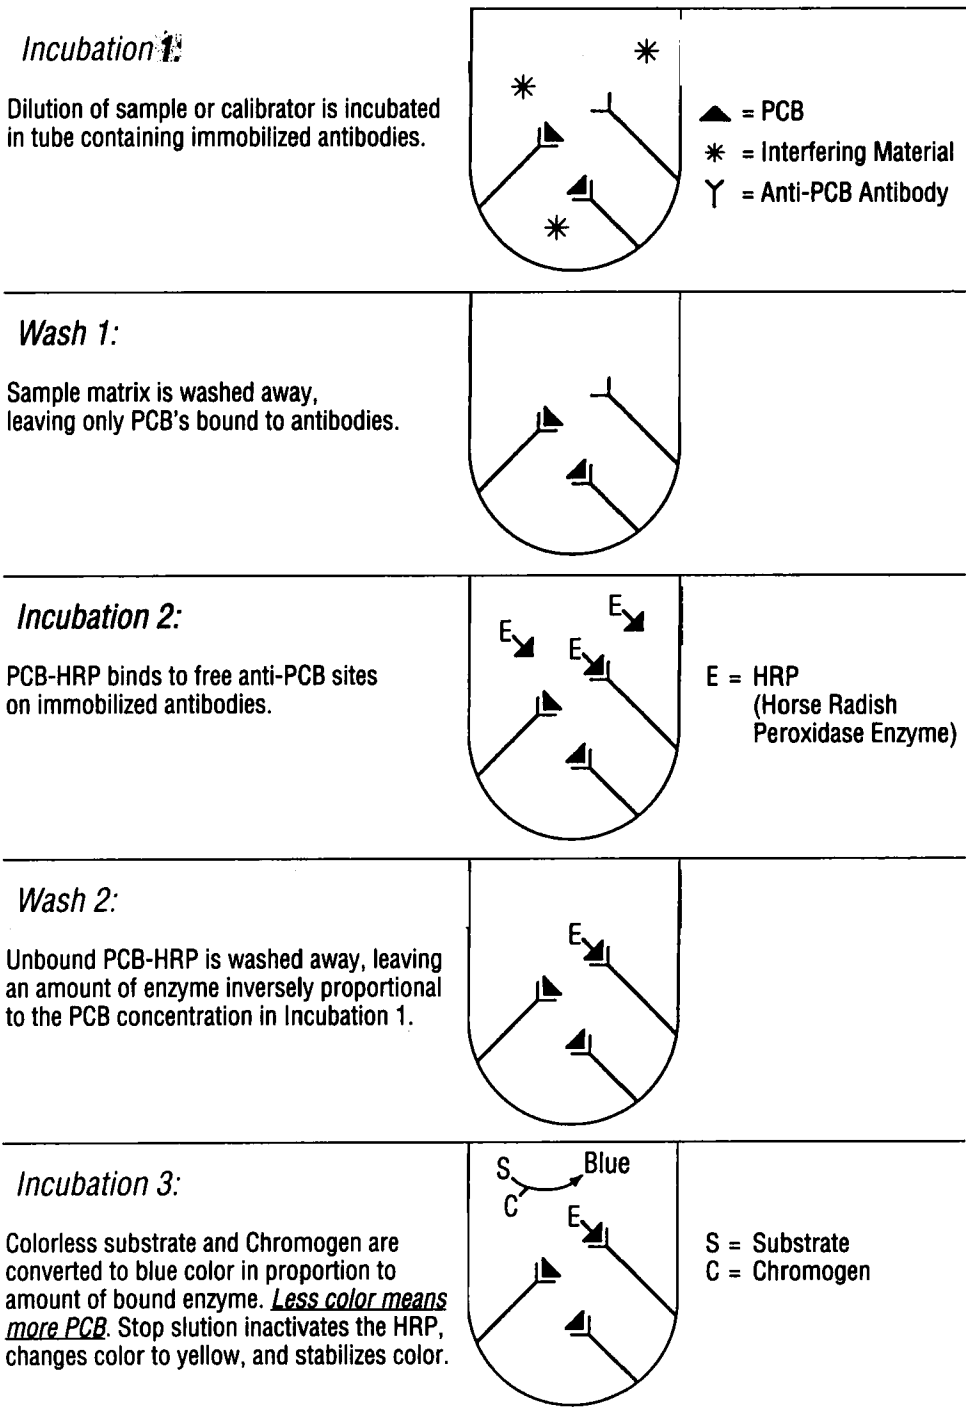 Incubation 1:
Dilution of sample or calibrator is incubated
in tube containing immobilized antibodies.
= PCB
= Interfering Material
= Anti-PCB Antibody
Wash 1:
Sample matrix is washed away,
leaving only PCB's bound to antibodies.
Incubation 2:
PCB-HRP binds to free anti-PCB sites
on immobilized antibodies.
E
E
E
E = HRP
(Horse Radish
Peroxidase Enzyme)
Wash 2:
Unbound PCB-HRP is washed away, leaving
an amount of enzyme inversely proportional
to the PCB concentration in Incubation 1.
E
Incubation 3:
Colorless substrate and Chromogen are
converted to blue color in proportion to
amount of bound enzyme. Less color means
more PCB. Stop slution inactivates the HRP,
changes color to yellow, and stabilizes color.
S
Blue
C
E
S = Substrate
C = Chromogen